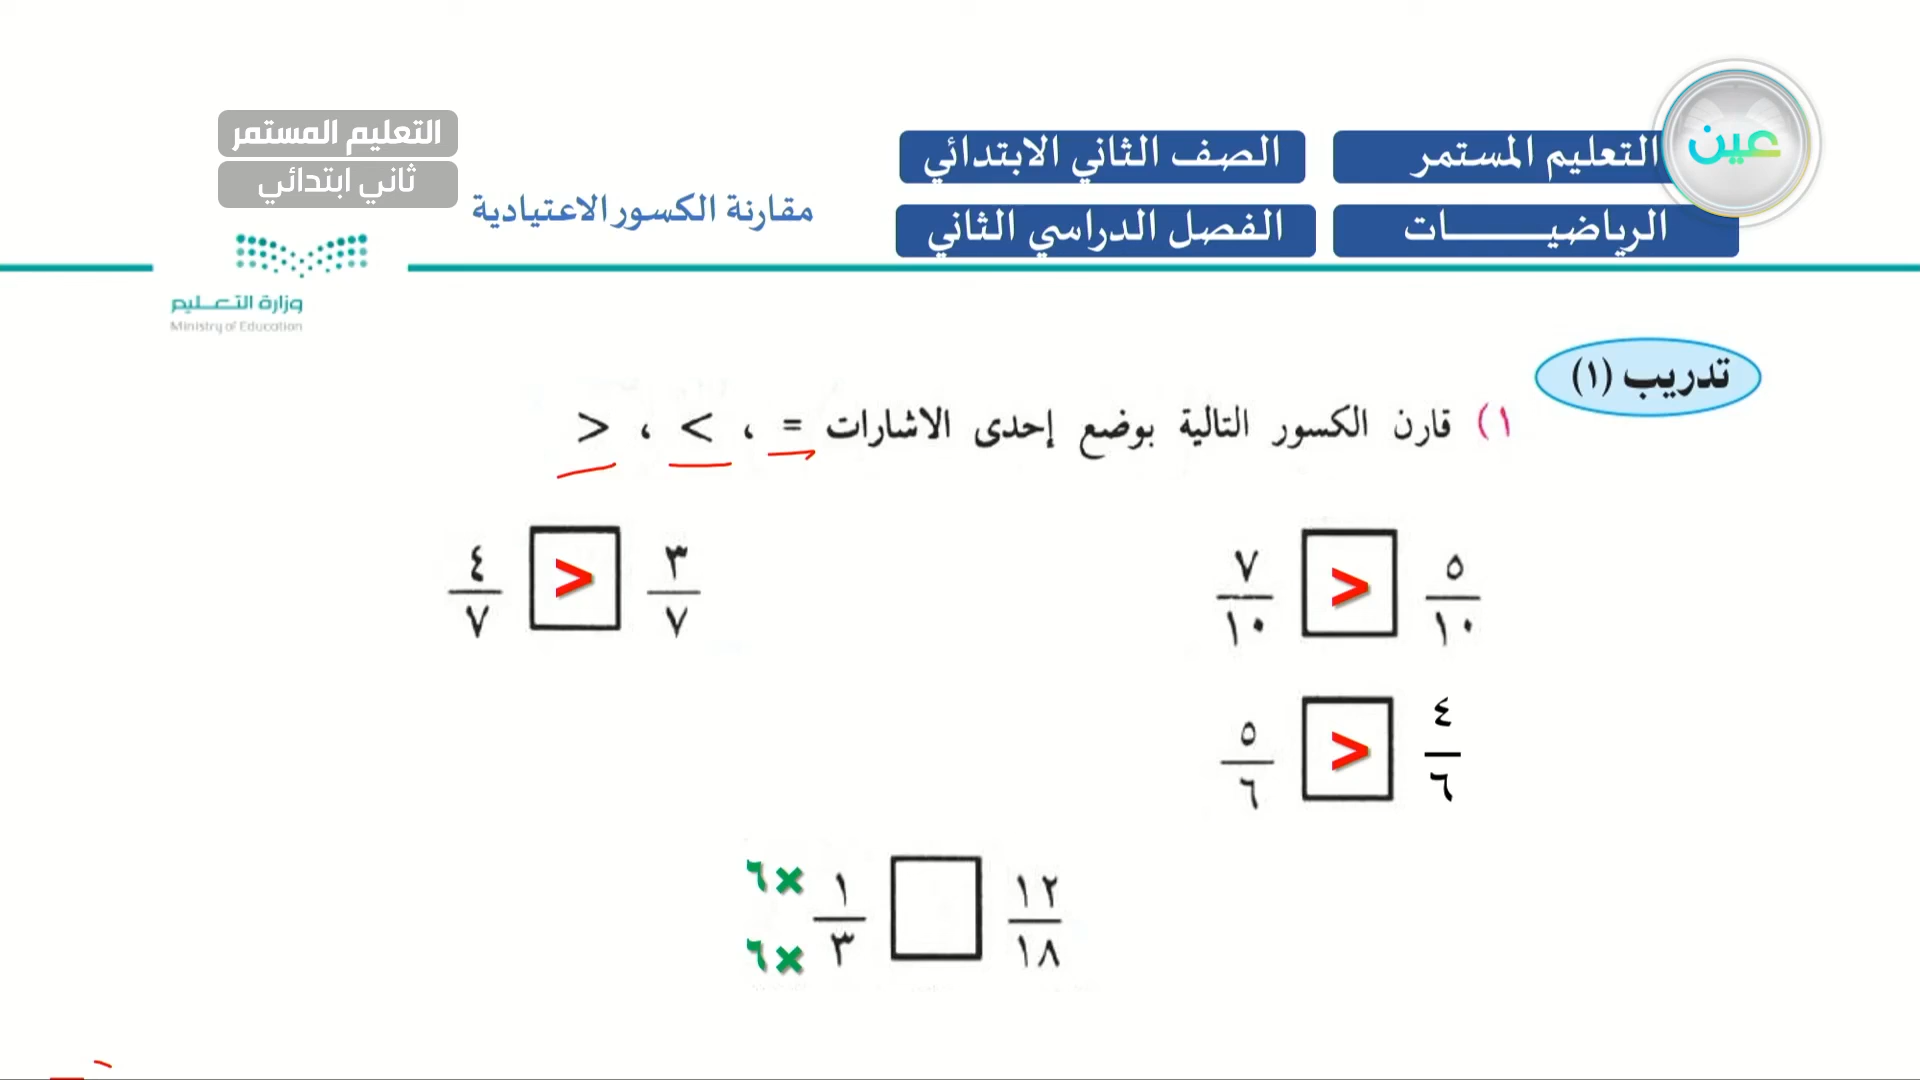 عين
التعليم المستمر
الصف الثاني الابتدائي
الرياضيـــــــات
الفصل الدراسي الثاني
مقارنة الكسور الاعتيادية
التعليم المستمر
ثاني ابتدائي
وزارة التعليم
Ministry of Education
تدريب (١)
١) قارن الكسور التالية بوضع إحدى الاشارات = ، < ، >
٥/١٠ > ٧/١٠
٣/٧ > ٤/٧
٤/٦ > ٥/٦
١٢/١٨ ١/٣ ×٦ ×٦